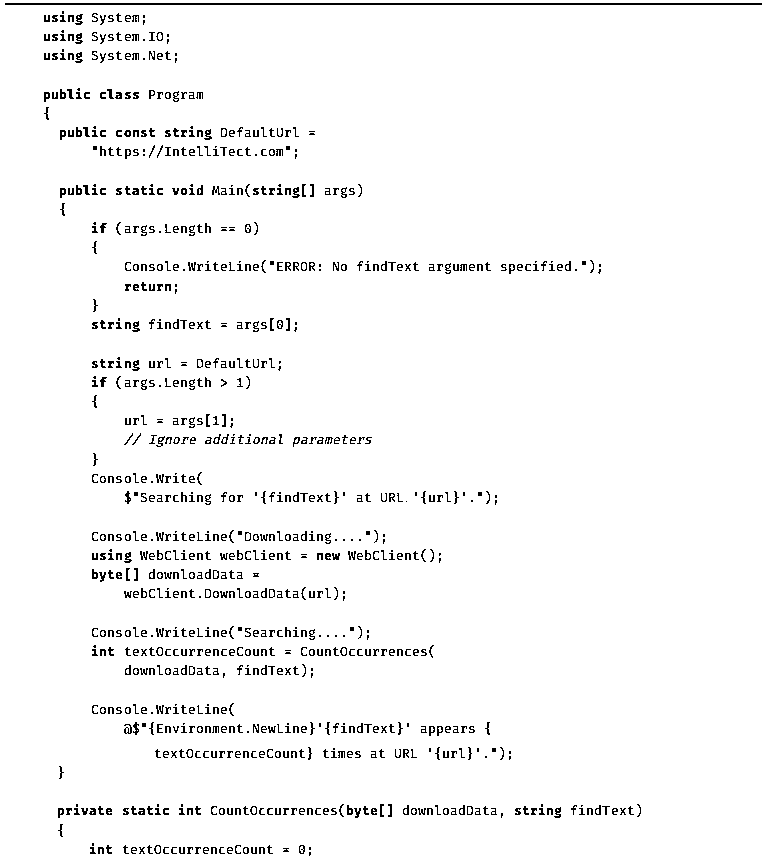 using System;
using System.IO;
using System.Net;

public class Program
{
  public const string DefaultUrl =
      "https://IntelliTect.com";

  public static void Main(string[] args)
  {
      if (args.Length == 0)
      {
          Console.WriteLine("ERROR: No findText argument specified.");
          return;
      }
      string findText = args[0];

      string url = DefaultUrl;
      if (args.Length > 1)
      {
          url = args[1];
          // Ignore additional parameters
      }
      Console.Write(
          $"Searching for '{findText}' at URL '{url}'.");

      Console.WriteLine("Downloading....");
      using WebClient webClient = new WebClient();
      byte[] downloadData =
          webClient.DownloadData(url);

      Console.WriteLine("Searching....");
      int textOccurrenceCount = CountOccurrences(
          downloadData, findText);

      Console.WriteLine(
          @$"{Environment.NewLine}'{findText}' appears {
              textOccurrenceCount} times at URL '{url}'.");
  }

  private static int CountOccurrences(byte[] downloadData, string findText)
  {
      int textOccurrenceCount = 0;